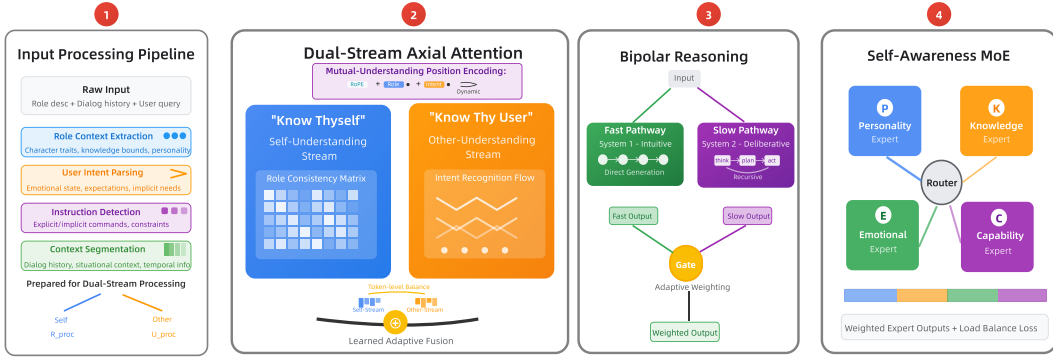 1
Input Processing Pipeline
Raw Input
Role desc + Dialog history + User query
Role Context Extraction
Character traits, knowledge bounds, personality
User Intent Parsing
Emotional state, expectations, implicit needs
Instruction Detection
Explicit/implicit commands, constraints
Context Segmentation
Dialog history, situational context, temporal info
Prepared for Dual-Stream Processing
Self Other
R_proc U_proc
2
Dual-Stream Axial Attention
Mutual-Understanding Position Encoding:
RoPE + ROLE + Intent
Dynamic
"Know Thyself"
Self-Understanding
Stream
Role Consistency Matrix
"Know Thy User"
Other-Understanding
Stream
Intent Recognition Flow
Token-level Balance
Self-Stream Other-Stream
Learned Adaptive Fusion
3
Bipolar Reasoning
Input
Fast Pathway
System 1 - Intuitive
Direct Generation
Slow Pathway
System 2 - Deliberative
think plan act
Recursive
Fast Output Slow Output
Gate
Adaptive Weighting
Weighted Output
4
Self-Awareness MoE
P
Personality
Expert
K
Knowledge
Expert
Router
E
Emotional
Expert
C
Capability
Expert
Weighted Expert Outputs + Load Balance Loss